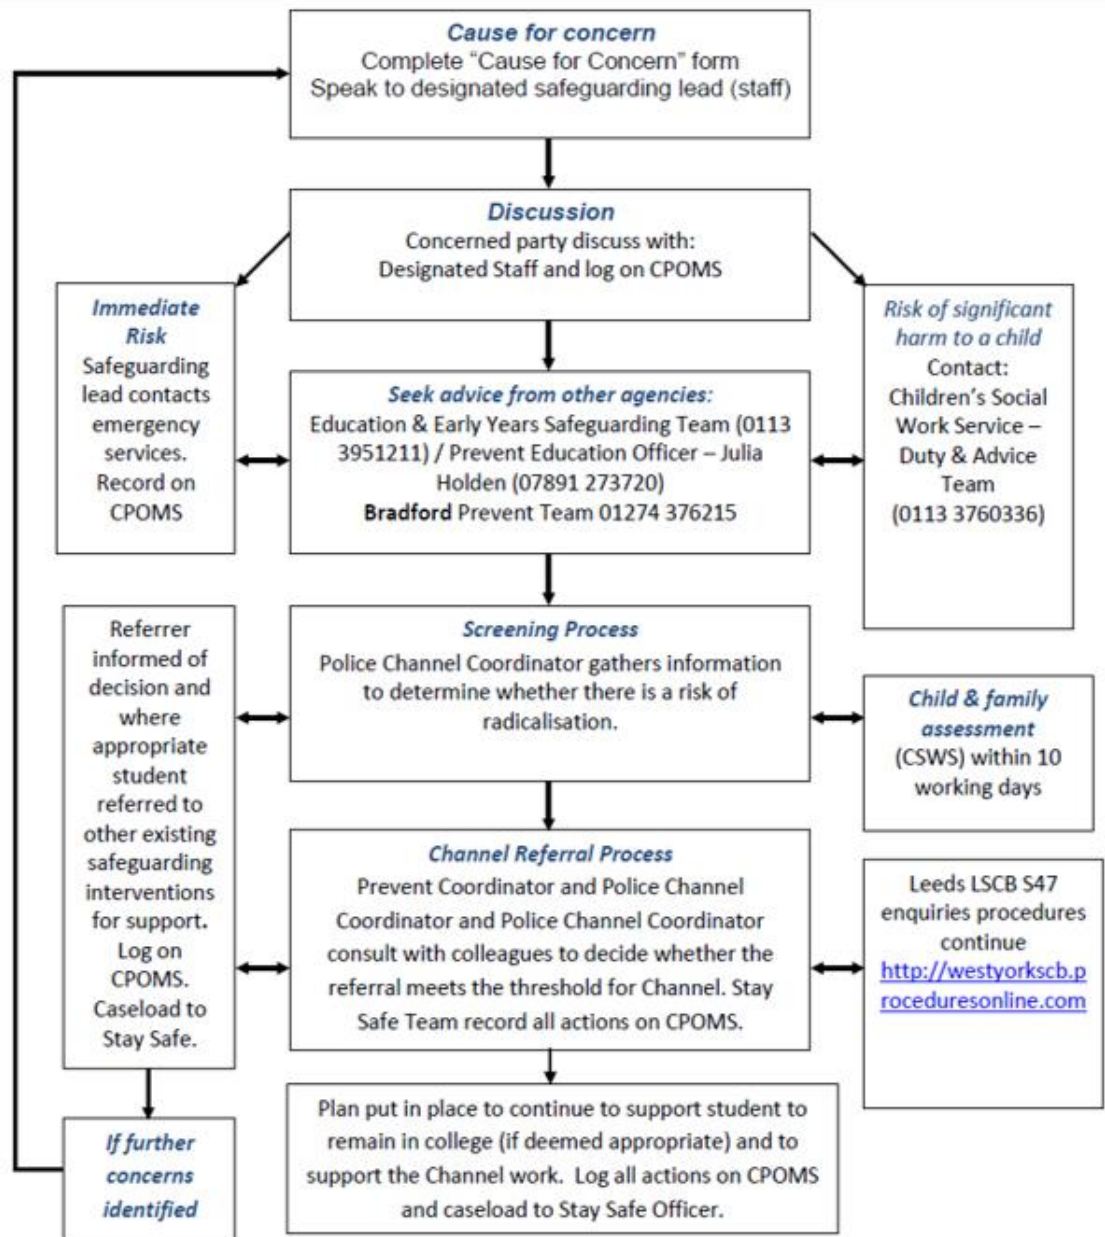 Cause for concern
Complete “Cause for Concern” form
Speak to designated safeguarding lead (staff)
Discussion
Concerned party discuss with:
Designated Staff and log on CPOMS
Immediate
Risk
Safeguarding
lead contacts
emergency
services.
Record on
CPOMS
Seek advice from other agencies:
Education & Early Years Safeguarding Team (0113
3951211) / Prevent Education Officer – Julia
Holden (07891 273720)
Bradford Prevent Team 01274 376215
Risk of significant
harm to a child
Contact:
Children’s Social
Work Service –
Duty & Advice
Team
(0113 3760336)
Referrer
informed of
decision and
where
appropriate
student
referred to
other existing
safeguarding
interventions
for support.
Log on
CPOMS.
Caseload to
Stay Safe.
Screening Process
Police Channel Coordinator gathers information
to determine whether there is a risk of
radicalisation.
Child & family
assessment
(CSWS) within 10
working days
Channel Referral Process
Prevent Coordinator and Police Channel
Coordinator and Police Channel Coordinator
consult with colleagues to decide whether the
referral meets the threshold for Channel. Stay
Safe Team record all actions on CPOMS.
Leeds LSCB S47
enquiries procedures
continue
http://westyorkscb.p
roceduresonline.com
If further
concerns
identified
Plan put in place to continue to support student to
remain in college (if deemed appropriate) and to
support the Channel work. Log all actions on CPOMS
and caseload to Stay Safe Officer.